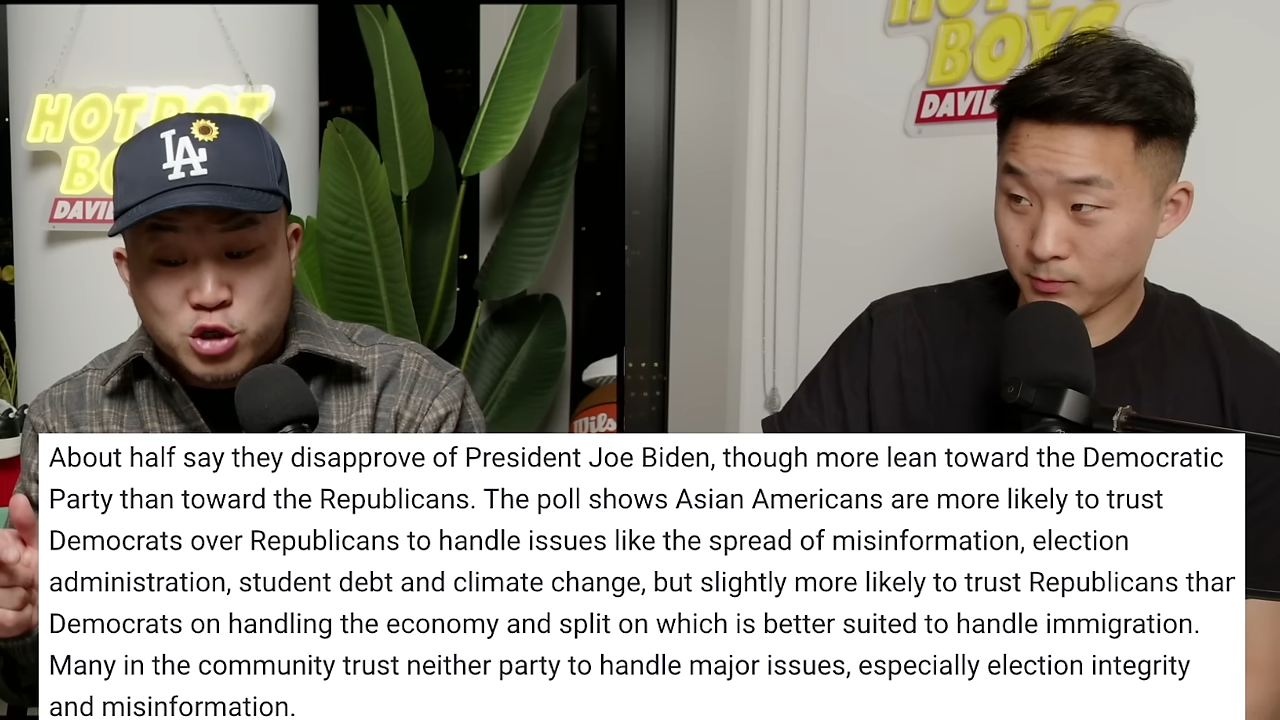 HOTPOT
BO
DAVID
LA
HOT
BOYS
DAVID
Wils
About half say they disapprove of President Joe Biden, though more lean toward the Democratic
Party than toward the Republicans. The poll shows Asian Americans are more likely to trust
Democrats over Republicans to handle issues like the spread of misinformation, election
administration, student debt and climate change, but slightly more likely to trust Republicans than
Democrats on handling the economy and split on which is better suited to handle immigration.
Many in the community trust neither party to handle major issues, especially election integrity
and misinformation.